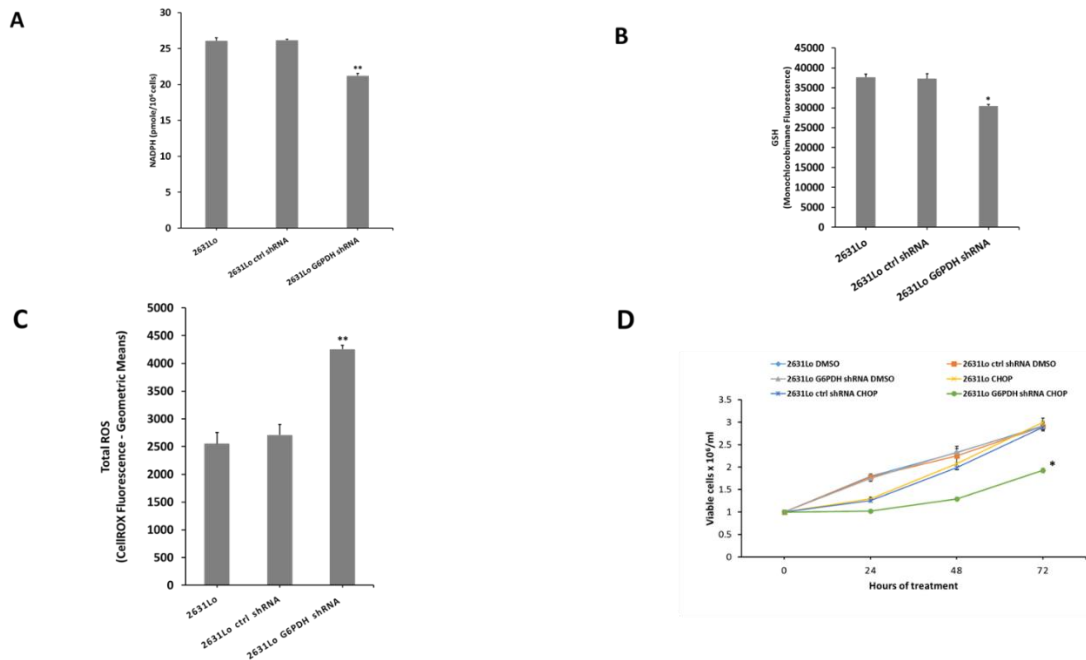 A
NADPH (pmole/10⁶ cells)
30
25
20
15
10
5
0
**
2631Lo
2631Lo ctrl shRNA
2631Lo G6PDH shRNA
B
GSH
(Monochlorobimane Fluorescence)
45000
40000
35000
30000
25000
20000
15000
10000
5000
0
*
2631Lo
2631Lo ctrl shRNA
2631Lo G6PDH shRNA
C
Total ROS
(CellROX Fluorescence - Geometric Means)
5000
4500
4000
3500
3000
2500
2000
1500
1000
500
0
**
2631Lo
2631Lo ctrl shRNA
2631Lo G6PDH shRNA
D
2631Lo DMSO
2631Lo ctrl shRNA DMSO
2631Lo G6PDH shRNA DMSO
2631Lo CHOP
2631Lo ctrl shRNA CHOP
2631Lo G6PDH shRNA CHOP
Viable cells x 10⁶/ml
3.5
3
2.5
2
1.5
1
0.5
*
0 24 48 72
Hours of treatment